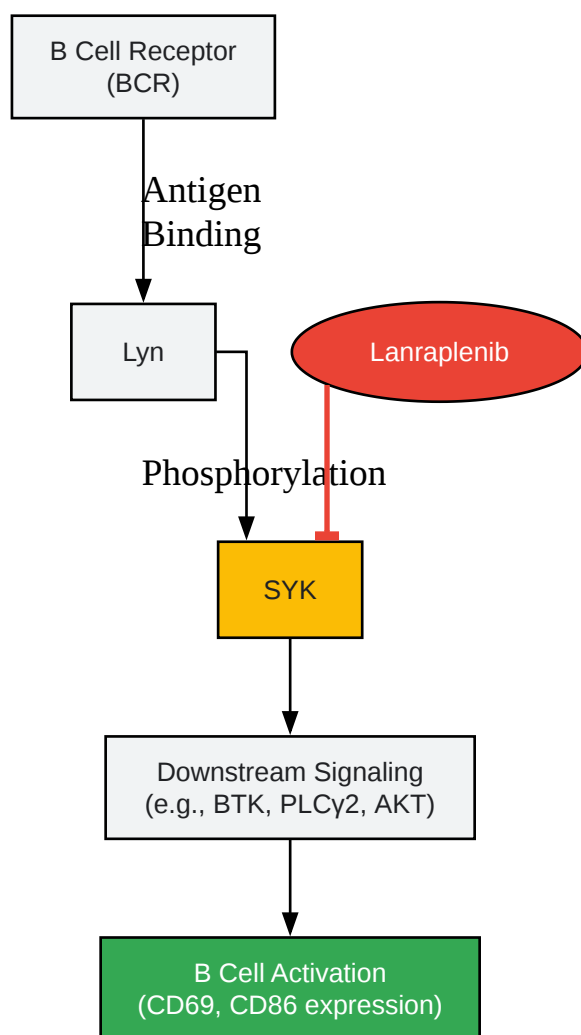 B Cell Receptor
(BCR)
Antigen
Binding
Lyn
Lanraplenib
Phosphorylation
SYK
Downstream Signaling
(e.g., BTK, PLCγ2, AKT)
B Cell Activation
(CD69, CD86 expression)